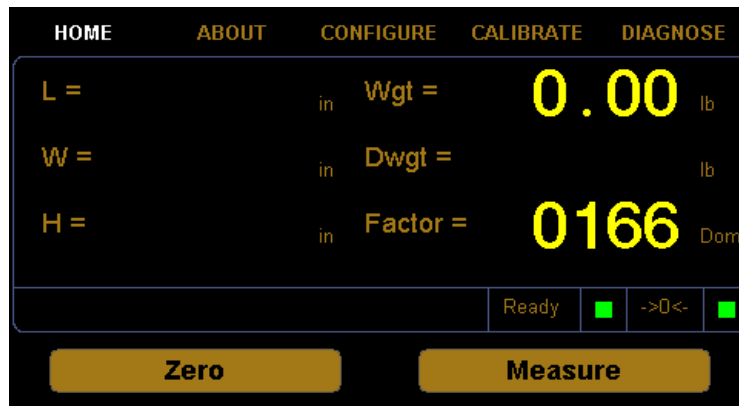 HOME ABOUT CONFIGURE CALIBRATE DIAGNOSE
L = in Wgt = 0.00 lb
W = in Dwgt = lb
H = in Factor = 0166 Dom
Ready ->0<-
Zero Measure